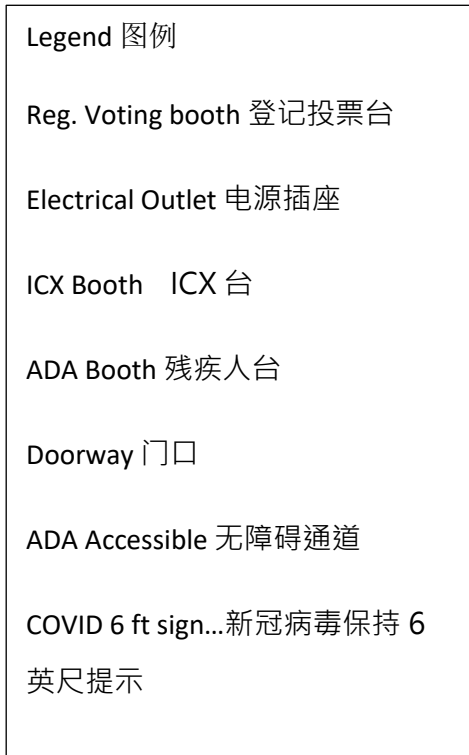 Legend 图例
Reg. Voting booth 登记投票台
Electrical Outlet 电源插座
ICX Booth ICX 台
ADA Booth 残疾人台
Doorway 门口
ADA Accessible 无障碍通道
COVID 6 ft sign…新冠病毒保持 6
英尺提示